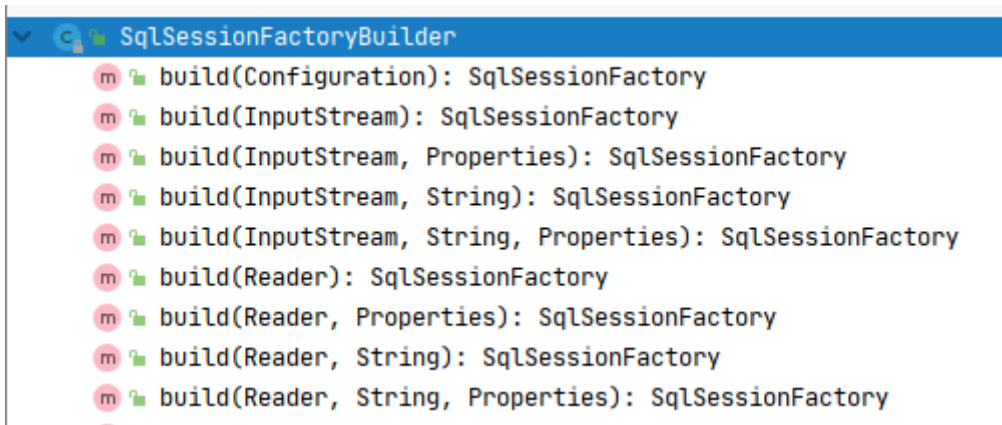 SqlSessionFactoryBuilder
build(Configuration): SqlSessionFactory
build(InputStream): SqlSessionFactory
build(InputStream, Properties): SqlSessionFactory
build(InputStream, String): SqlSessionFactory
build(InputStream, String, Properties): SqlSessionFactory
build(Reader): SqlSessionFactory
build(Reader, Properties): SqlSessionFactory
build(Reader, String): SqlSessionFactory
build(Reader, String, Properties): SqlSessionFactory